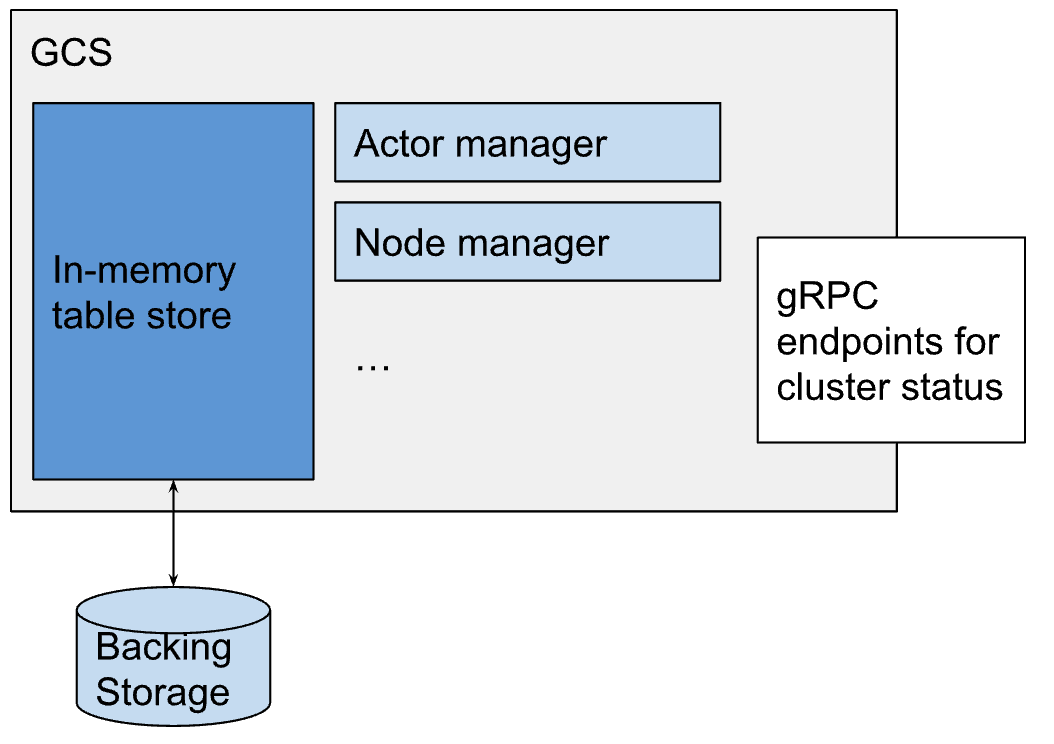 GCS
Actor manager
Node manager
In-memory
table store
gRPC
endpoints for
cluster status
…
Backing
Storage